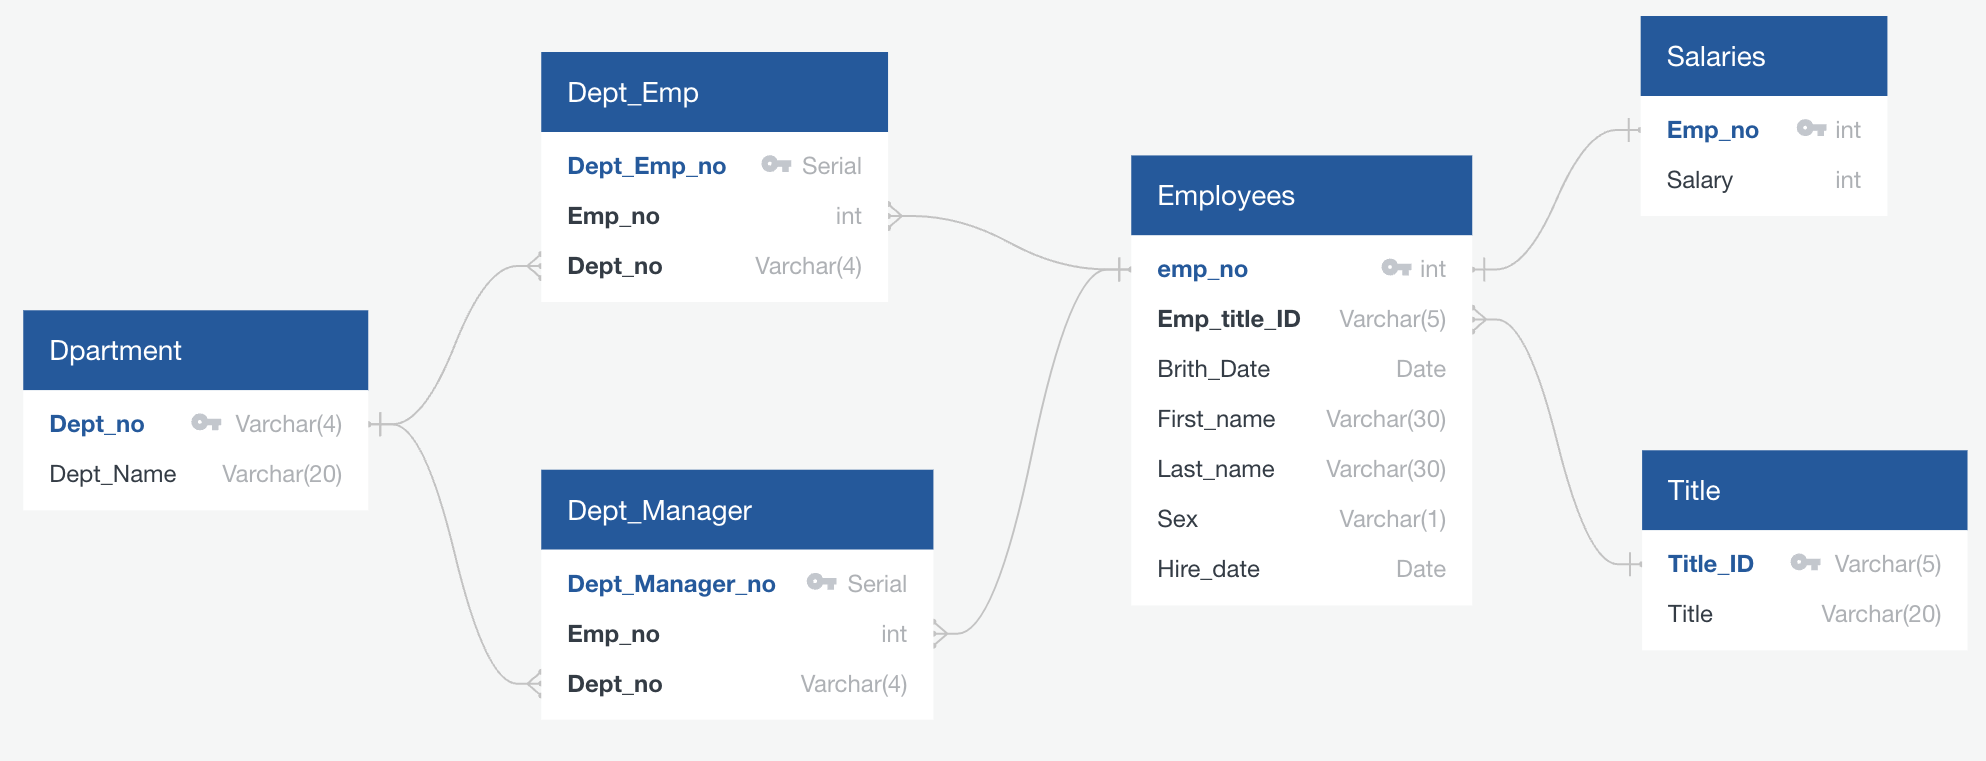 Dpartment
Dept_no Varchar(4)
Dept_Name Varchar(20)
Dept_Emp
Dept_Emp_no Serial
Emp_no int
Dept_no Varchar(4)
Dept_Manager
Dept_Manager_no Serial
Emp_no int
Dept_no Varchar(4)
Employees
emp_no int
Emp_title_ID Varchar(5)
Brith_Date Date
First_name Varchar(30)
Last_name Varchar(30)
Sex Varchar(1)
Hire_date Date
Salaries
Emp_no int
Salary int
Title
Title_ID Varchar(5)
Title Varchar(20)